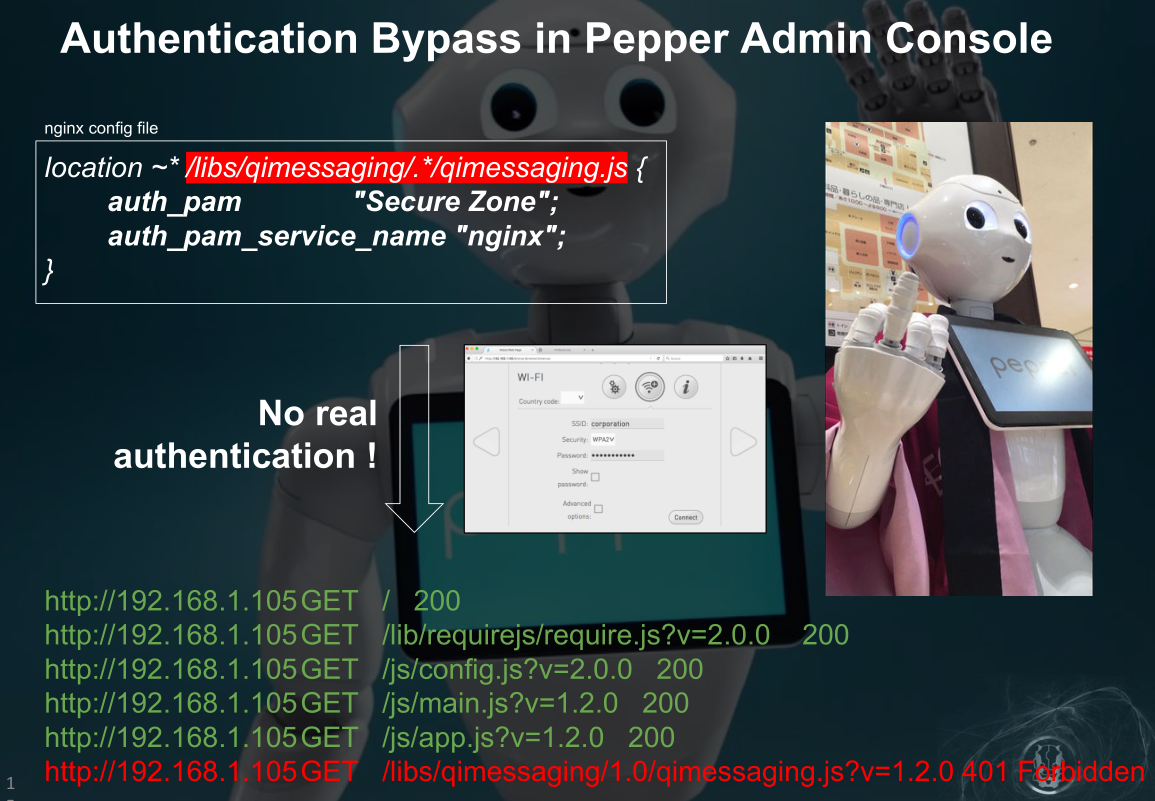 Authentication Bypass in Pepper Admin Console
nginx config file
location ~* /libs/qimessaging/.*/qimessaging.js {
auth_pam "Secure Zone";
auth_pam_service_name "nginx";
}
No real
authentication !
WI-FI
Country code:
SSID: corporation
Security: WPA2
Password: •••••••••••
Show
password:
Advanced
options:
Connect
http://192.168.1.105 GET / 200
http://192.168.1.105 GET /lib/requirejs/require.js?v=2.0.0 200
http://192.168.1.105 GET /js/config.js?v=2.0.0 200
http://192.168.1.105 GET /js/main.js?v=1.2.0 200
http://192.168.1.105 GET /js/app.js?v=1.2.0 200
http://192.168.1.105 GET /libs/qimessaging/1.0/qimessaging.js?v=1.2.0 401 Forbidden
1